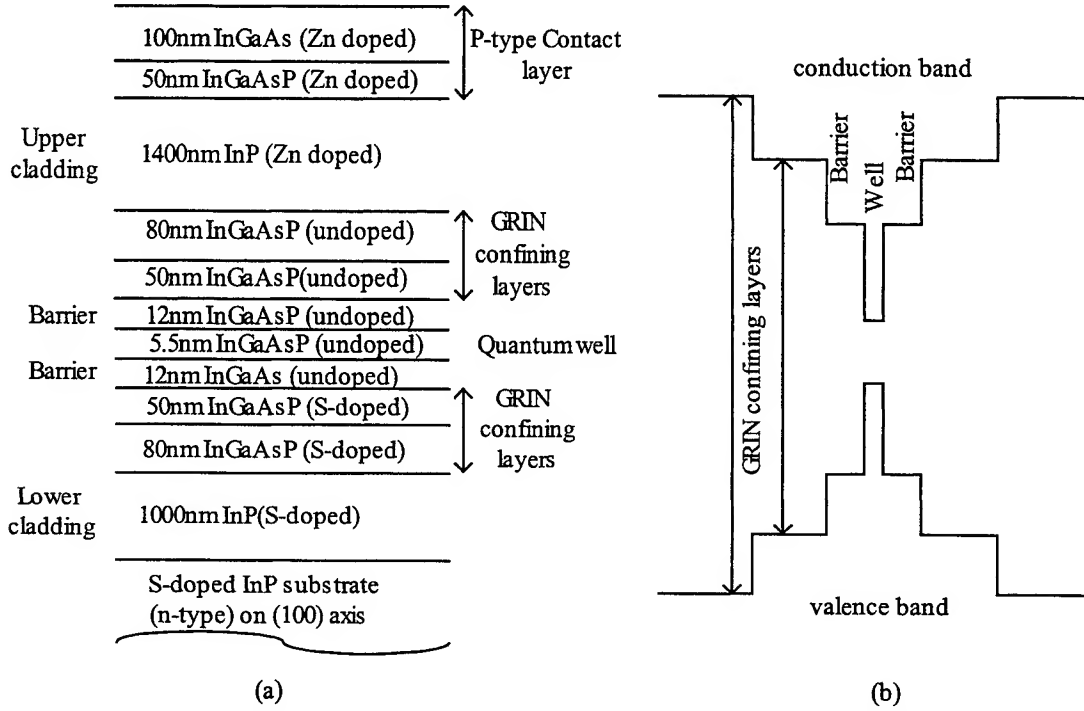 100nm InGaAs (Zn doped)
50nm InGaAsP (Zn doped)
P-type Contact
layer
Upper
cladding
1400nm InP (Zn doped)
80nm InGaAsP (undoped)
50nm InGaAsP(undoped)
GRIN
confining
layers
Barrier
12nm InGaAsP (undoped)
5.5nm InGaAsP (undoped)
Quantum well
Barrier
12nm InGaAs (undoped)
50nm InGaAsP (S-doped)
80nm InGaAsP (S-doped)
GRIN
confining
layers
Lower
cladding
1000nm InP(S-doped)
S-doped InP substrate
(n-type) on (100) axis
(a)
conduction band
Barrier
Well
Barrier
GRIN confining layers
valence band
(b)